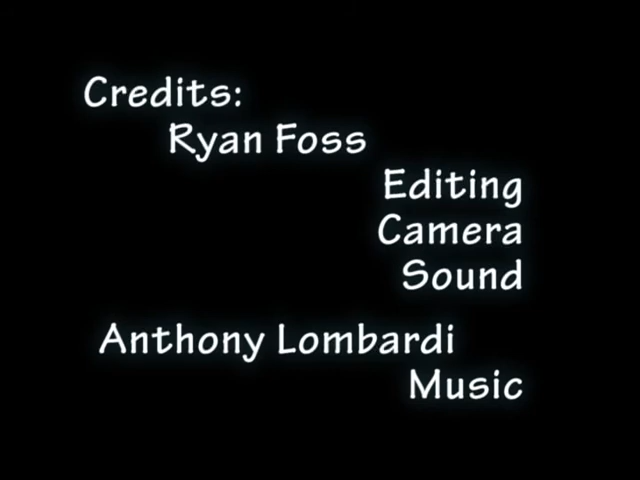 Credits:
Ryan Foss
Editing
Camera
Sound
Anthony Lombardi
Music